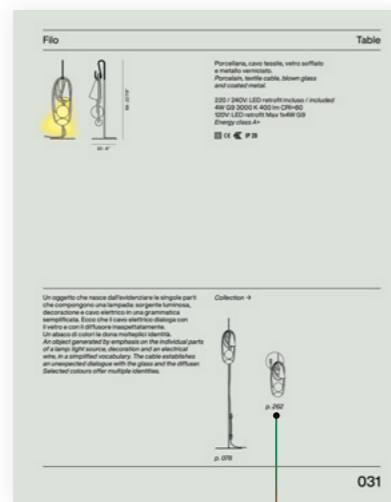 Filo
Table
Porcellana, cavo tessile, vetro soffiato
e metallo verniciato.
Porcelain, textile cable, blown glass
and coated metal.
220 / 240V: LED retrofit incluso / included
4W G9 3000 K 400 lm CRI>80
120V: LED retrofit Max 1x4W G9
Energy class A+
CE
IP 20
20 - 8"
Un oggetto che nasce dall'evidenziare le singole parti
che compongono una lampada: sorgente luminosa,
decorazione e cavo elettrico in una grammatica
semplificata. Ecco che il cavo elettrico dialoga con
il vetro e con il diffusore inaspettatamente.
Un abaco di colori le dona molteplici identità.
An object generated by emphasis on the individual parts
of a lamp: light source, decoration and an electrical
wire, in a simplified vocabulary. The cable establishes
an unexpected dialogue with the glass and the diffuser.
Selected colours offer multiple identities.
Collection →
p. 262
p. 078
031